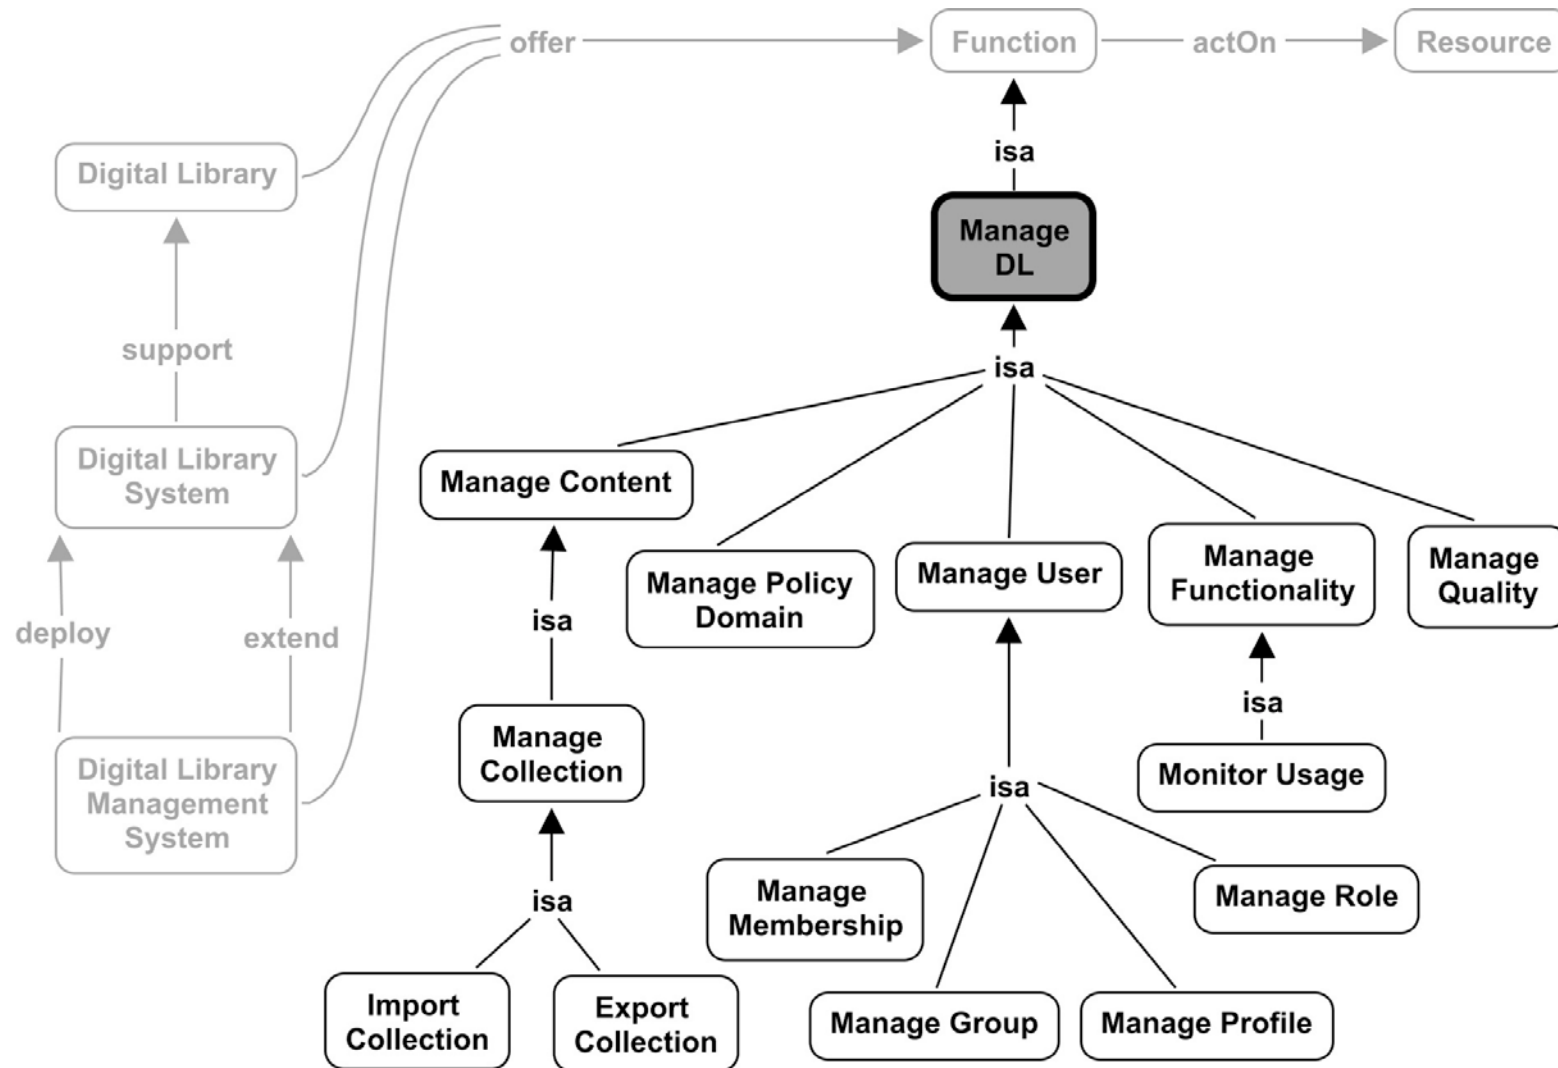 offer
Function
actOn
Resource
isa
Digital Library
Manage
DL
support
isa
Digital Library
System
Manage Content
Manage Policy
Domain
Manage User
Manage
Functionality
Manage
Quality
deploy
extend
isa
isa
Manage
Collection
Monitor Usage
Digital Library
Management
System
isa
Manage
Membership
Manage Role
isa
Import
Collection
Export
Collection
Manage Group
Manage Profile